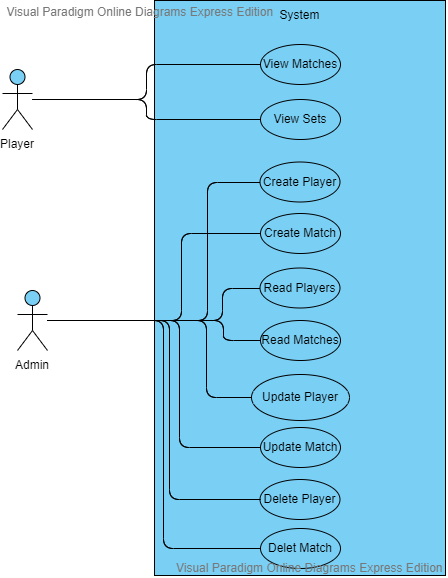 Visual Paradigm Online Diagrams Express Edition
System
View Matches
Player
View Sets
Create Player
Create Match
Read Players
Admin
Read Matches
Update Player
Update Match
Delete Player
Delet Match
Visual Paradigm Online Diagrams Express Edition